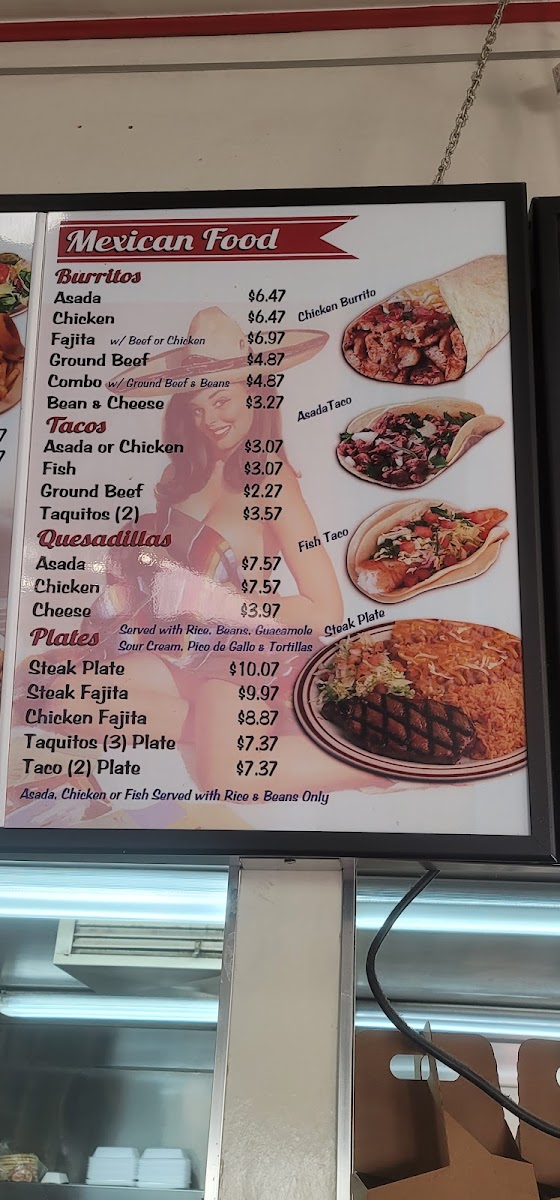 Mexican Food
Burritos
Asada $6.47
Chicken $6.47
Fajita w/ Beef or Chicken $6.97
Ground Beef $4.87
Combo w/ Ground Beef & Beans $4.87
Bean & Cheese $3.27
Tacos
Asada or Chicken $3.07
Fish $3.07
Ground Beef $2.27
Taquitos (2) $3.57
Quesadillas
Asada $7.57
Chicken $7.57
Cheese $3.97
Plates Served with Rice, Beans, Guacamole
Sour Cream, Pico de Gallo & Tortillas
Steak Plate $10.07
Steak Fajita $9.97
Chicken Fajita $8.87
Taquitos (3) Plate $7.37
Taco (2) Plate $7.37
Asada, Chicken or Fish Served with Rice & Beans Only
Chicken Burrito
Asada Taco
Fish Taco
Steak Plate
7
7